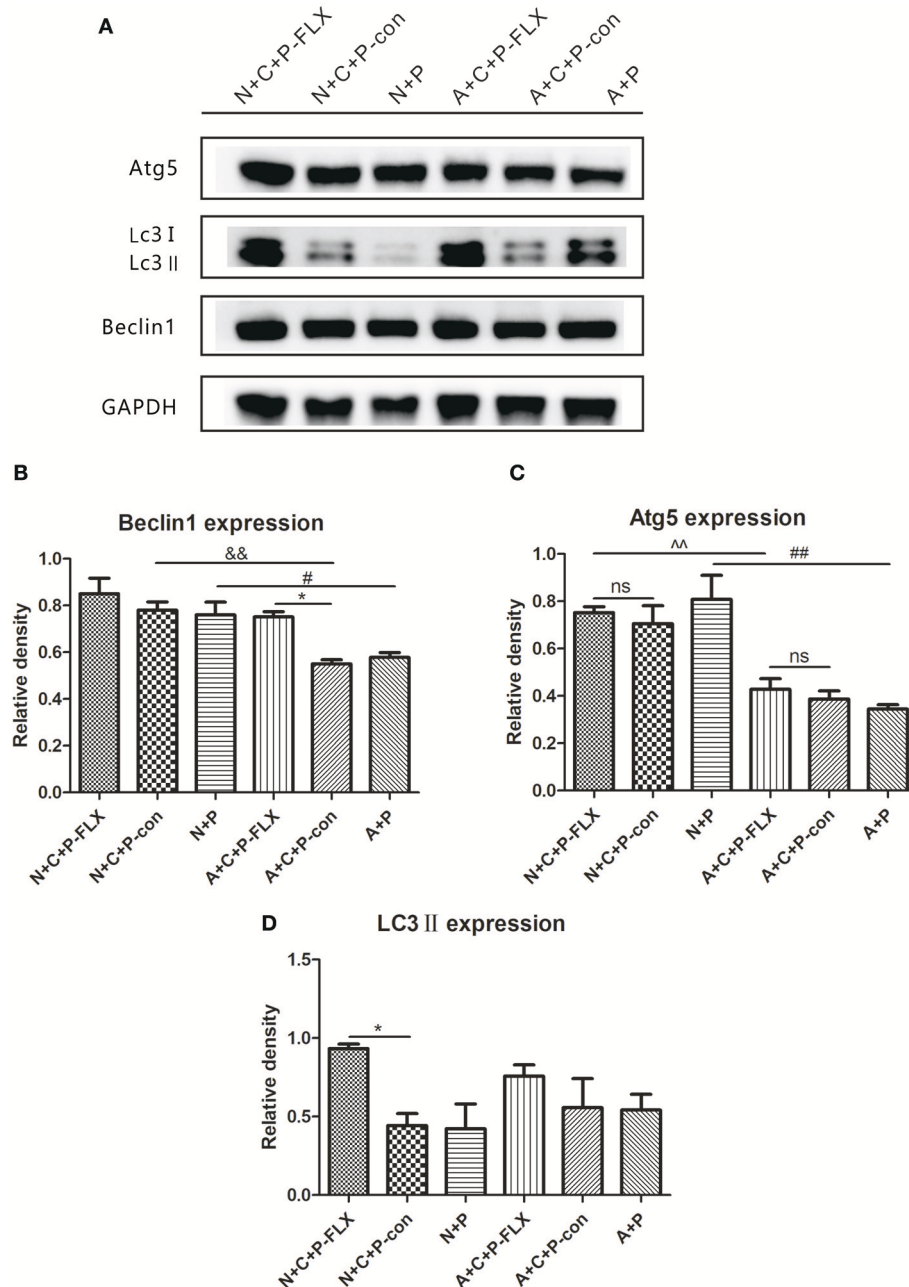 A
N+C+P-FLX
N+C+P-con
N+P
A+C+P-FLX
A+C+P-con
A+P
Atg5
Lc3 Ⅰ
Lc3 Ⅱ
Beclin1
GAPDH
B
Beclin1 expression
Relative density
1.0
0.8
0.6
0.4
0.2
0.0
&&
#
*
N+C+P-FLX
N+C+P-con
N+P
A+C+P-FLX
A+C+P-con
A+P
C
Atg5 expression
Relative density
1.0
0.8
0.6
0.4
0.2
0.0
^^
##
ns
ns
N+C+P-FLX
N+C+P-con
N+P
A+C+P-FLX
A+C+P-con
A+P
D
LC3 Ⅱ expression
Relative density
1.5
1.0
0.5
0.0
*
N+C+P-FLX
N+C+P-con
N+P
A+C+P-FLX
A+C+P-con
A+P